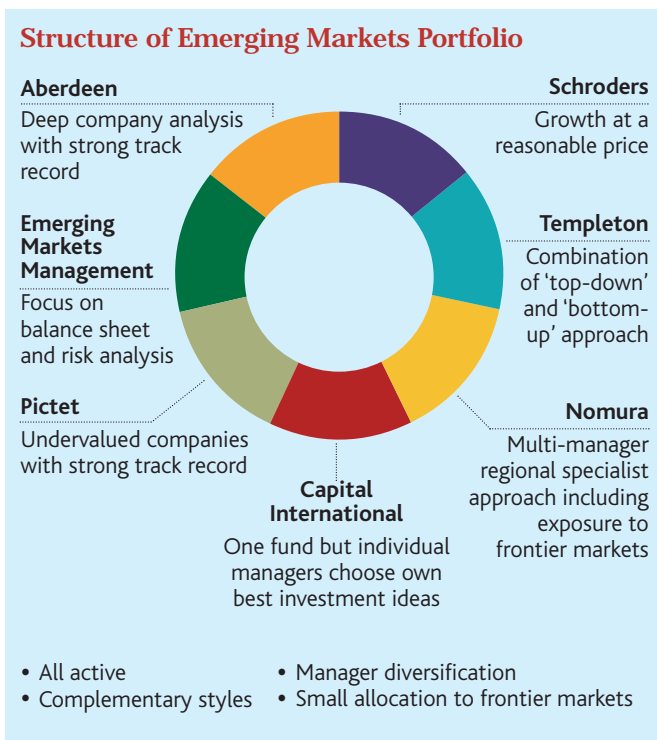 Structure of Emerging Markets Portfolio
Aberdeen
Deep company analysis
with strong track
record
Emerging
Markets
Management
Focus on
balance sheet
and risk analysis
Pictet
Undervalued companies
with strong track record
Capital
International
One fund but individual
managers choose own
best investment ideas
Schroders
Growth at a
reasonable price
Templeton
Combination
of ‘top-down’
and ‘bottom-
up’ approach
Nomura
Multi-manager
regional specialist
approach including
exposure to
frontier markets
• All active
• Complementary styles
• Manager diversification
• Small allocation to frontier markets